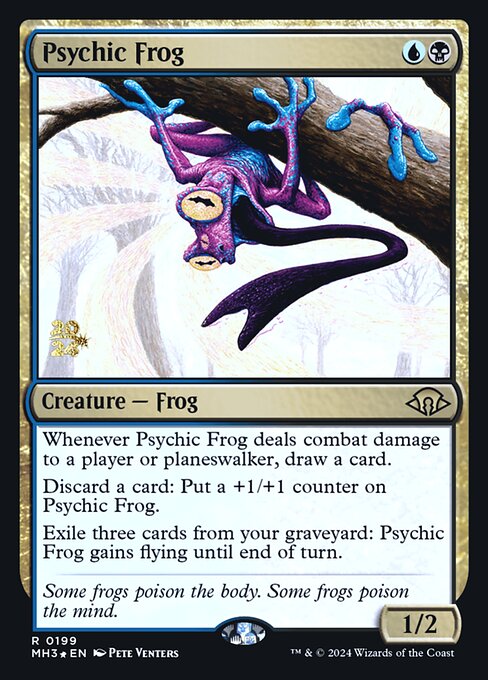 Psychic Frog
Creature — Frog
Whenever Psychic Frog deals combat damage
to a player or planeswalker, draw a card.
Discard a card: Put a +1/+1 counter on
Psychic Frog.
Exile three cards from your graveyard: Psychic
Frog gains flying until end of turn.
Some frogs poison the body. Some frogs poison
the mind.
1/2
R 0199
MH3★EN Pete Venters
™ & © 2024 Wizards of the Coast